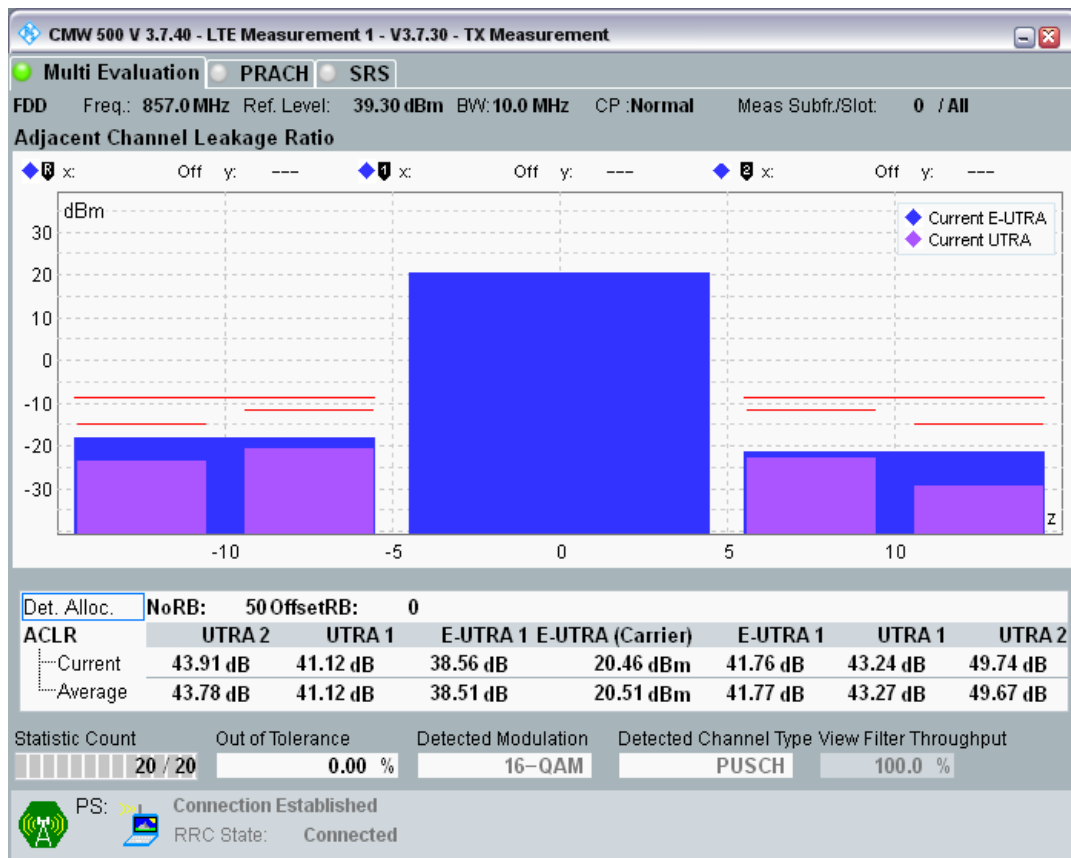 CMW 500 V 3.7.40 - LTE Measurement 1 - V3.7.30 - TX Measurement
Multi Evaluation PRACH SRS
FDD Freq.: 857.0 MHz Ref. Level: 39.30 dBm BW: 10.0 MHz CP :Normal Meas Subfr./Slot: 0 / All
Adjacent Channel Leakage Ratio
R x: Off y: --- 1 x: Off y: --- 2 x: Off y: ---
dBm
Current E-UTRA
Current UTRA
30
20
10
0
-10
-20
-30
z
-10 -5 0 5 10
Det. Alloc. NoRB: 50 OffsetRB: 0
ACLR UTRA 2 UTRA 1 E-UTRA 1 E-UTRA (Carrier) E-UTRA 1 UTRA 1 UTRA 2
Current 43.91 dB 41.12 dB 38.56 dB 20.46 dBm 41.76 dB 43.24 dB 49.74 dB
Average 43.78 dB 41.12 dB 38.51 dB 20.51 dBm 41.77 dB 43.27 dB 49.67 dB
Statistic Count Out of Tolerance Detected Modulation Detected Channel Type View Filter Throughput
20 / 20 0.00 % 16-QAM PUSCH 100.0 %
PS: Connection Established
RRC State: Connected